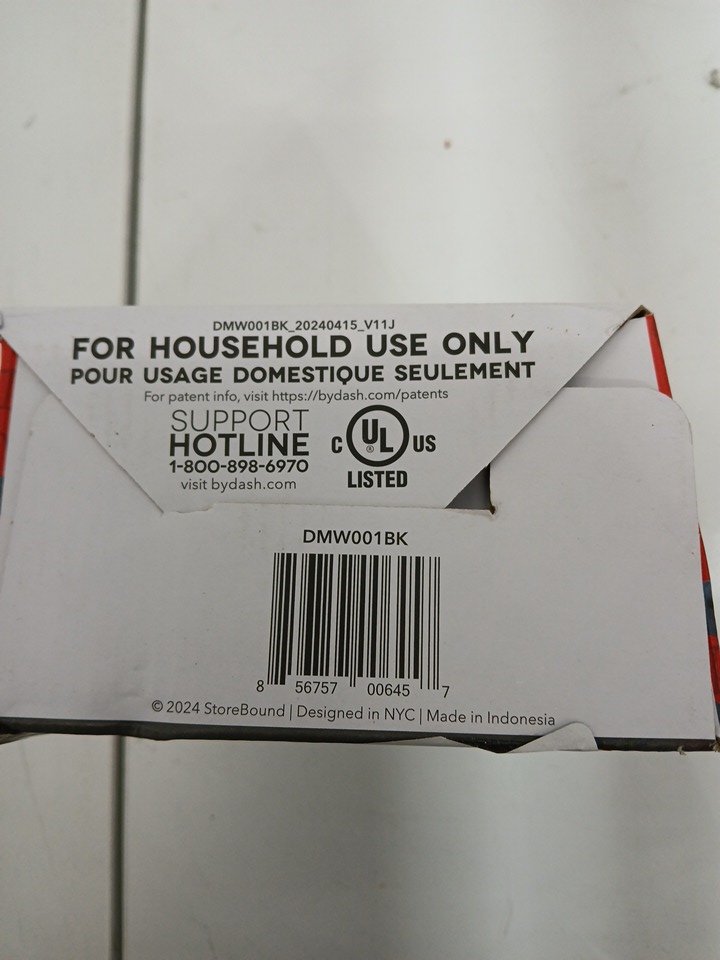 DMW001BK_20240415_V11J
FOR HOUSEHOLD USE ONLY
POUR USAGE DOMESTIQUE SEULEMENT
For patent info, visit https://bydash.com/patents
SUPPORT
HOTLINE
1-800-898-6970
visit bydash.com
C UL ® US
LISTED
DMW001BK
8 56757 00645 7
© 2024 StoreBound | Designed in NYC | Made in Indonesia